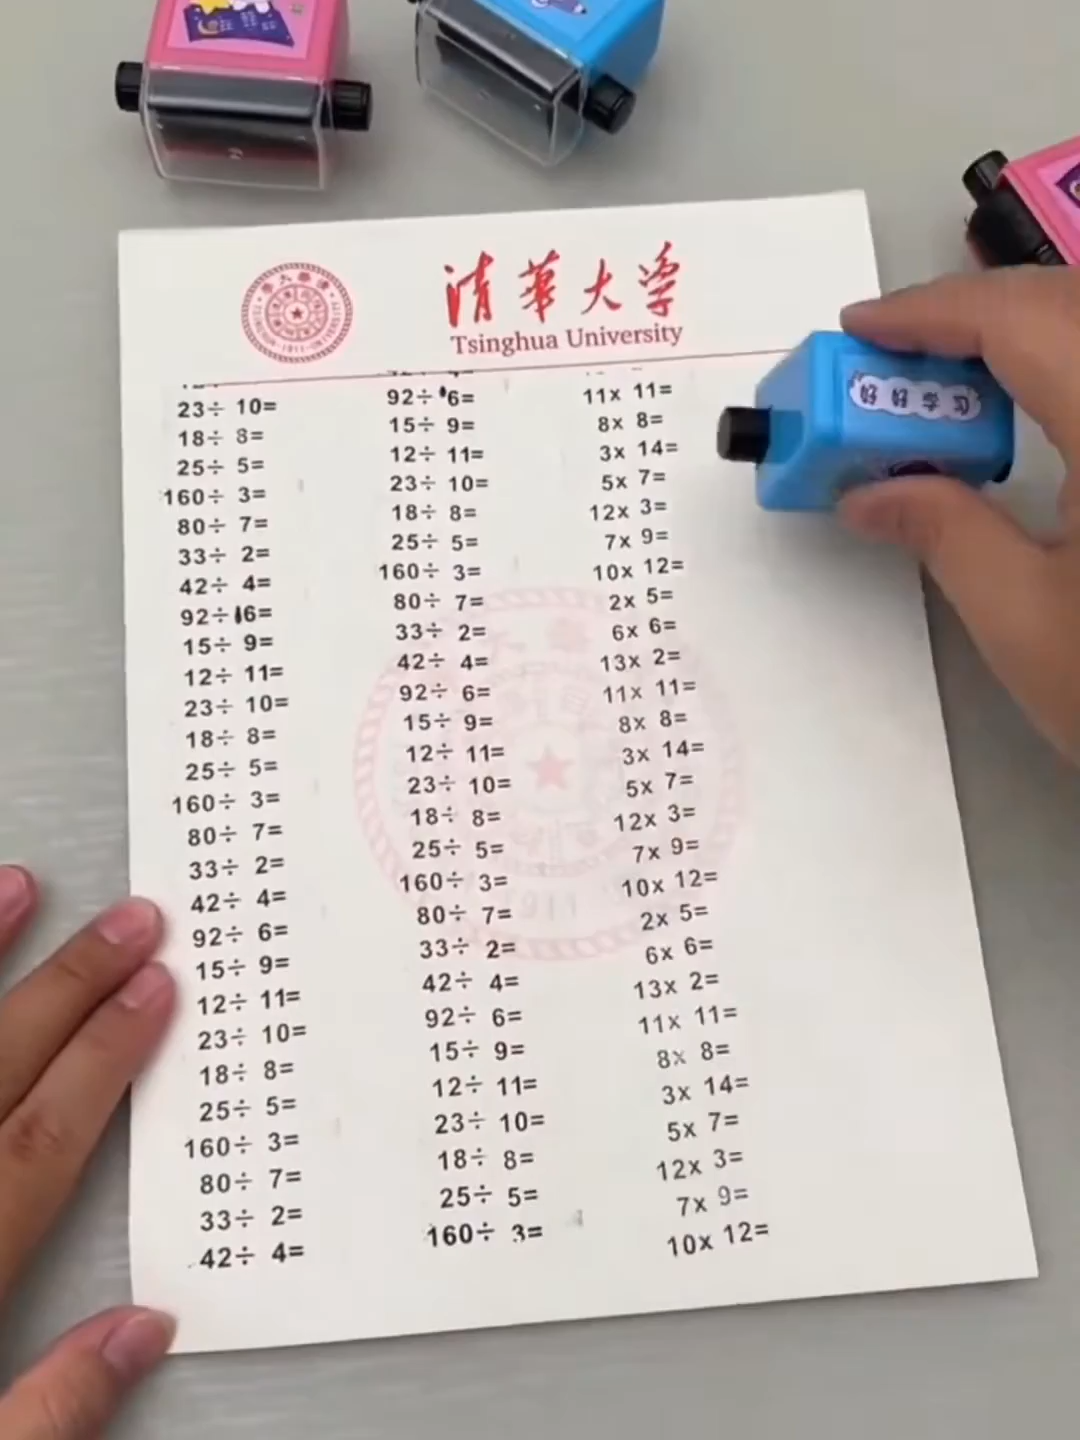 清華大学
Tsinghua University
好好学习
23÷ 10=
18÷ 8=
25÷ 5=
160÷ 3=
80÷ 7=
33÷ 2=
42÷ 4=
92÷ 6=
15÷ 9=
12÷ 11=
23÷ 10=
18÷ 8=
25÷ 5=
160÷ 3=
80÷ 7=
33÷ 2=
42÷ 4=
92÷ 6=
15÷ 9=
12÷ 11=
23÷ 10=
18÷ 8=
25÷ 5=
160÷ 3=
80÷ 7=
33÷ 2=
42÷ 4=
92÷ 6=
15÷ 9=
12÷ 11=
23÷ 10=
18÷ 8=
25÷ 5=
160÷ 3=
80÷ 7=
33÷ 2=
42÷ 4=
92÷ 6=
15÷ 9=
12÷ 11=
23÷ 10=
18÷ 8=
25÷ 5=
160÷ 3=
80÷ 7=
33÷ 2=
42÷ 4=
92÷ 6=
15÷ 9=
12÷ 11=
23÷ 10=
18÷ 8=
25÷ 5=
160÷ 3=
11x 11=
8x 8=
3x 14=
5x 7=
12x 3=
7x 9=
10x 12=
2x 5=
6x 6=
13x 2=
11x 11=
8x 8=
3x 14=
5x 7=
12x 3=
7x 9=
10x 12=
2x 5=
6x 6=
13x 2=
11x 11=
8x 8=
3x 14=
5x 7=
12x 3=
7x 9=
10x 12=